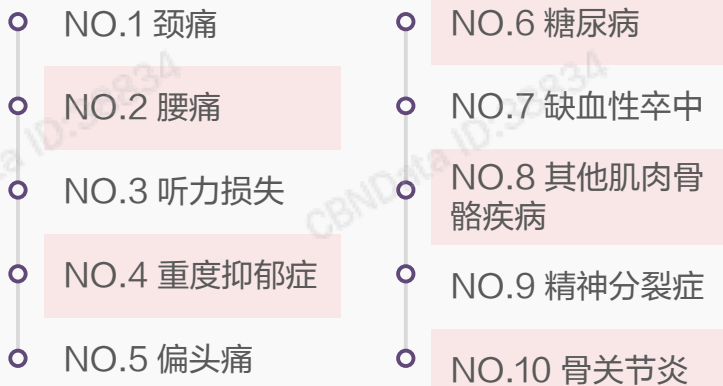 NO.1 颈痛
NO.2 腰痛
NO.3 听力损失
NO.4 重度抑郁症
NO.5 偏头痛
NO.6 糖尿病
NO.7 缺血性卒中
NO.8 其他肌肉骨
骼疾病
NO.9 精神分裂症
NO.10 骨关节炎
CBNData ID:38834